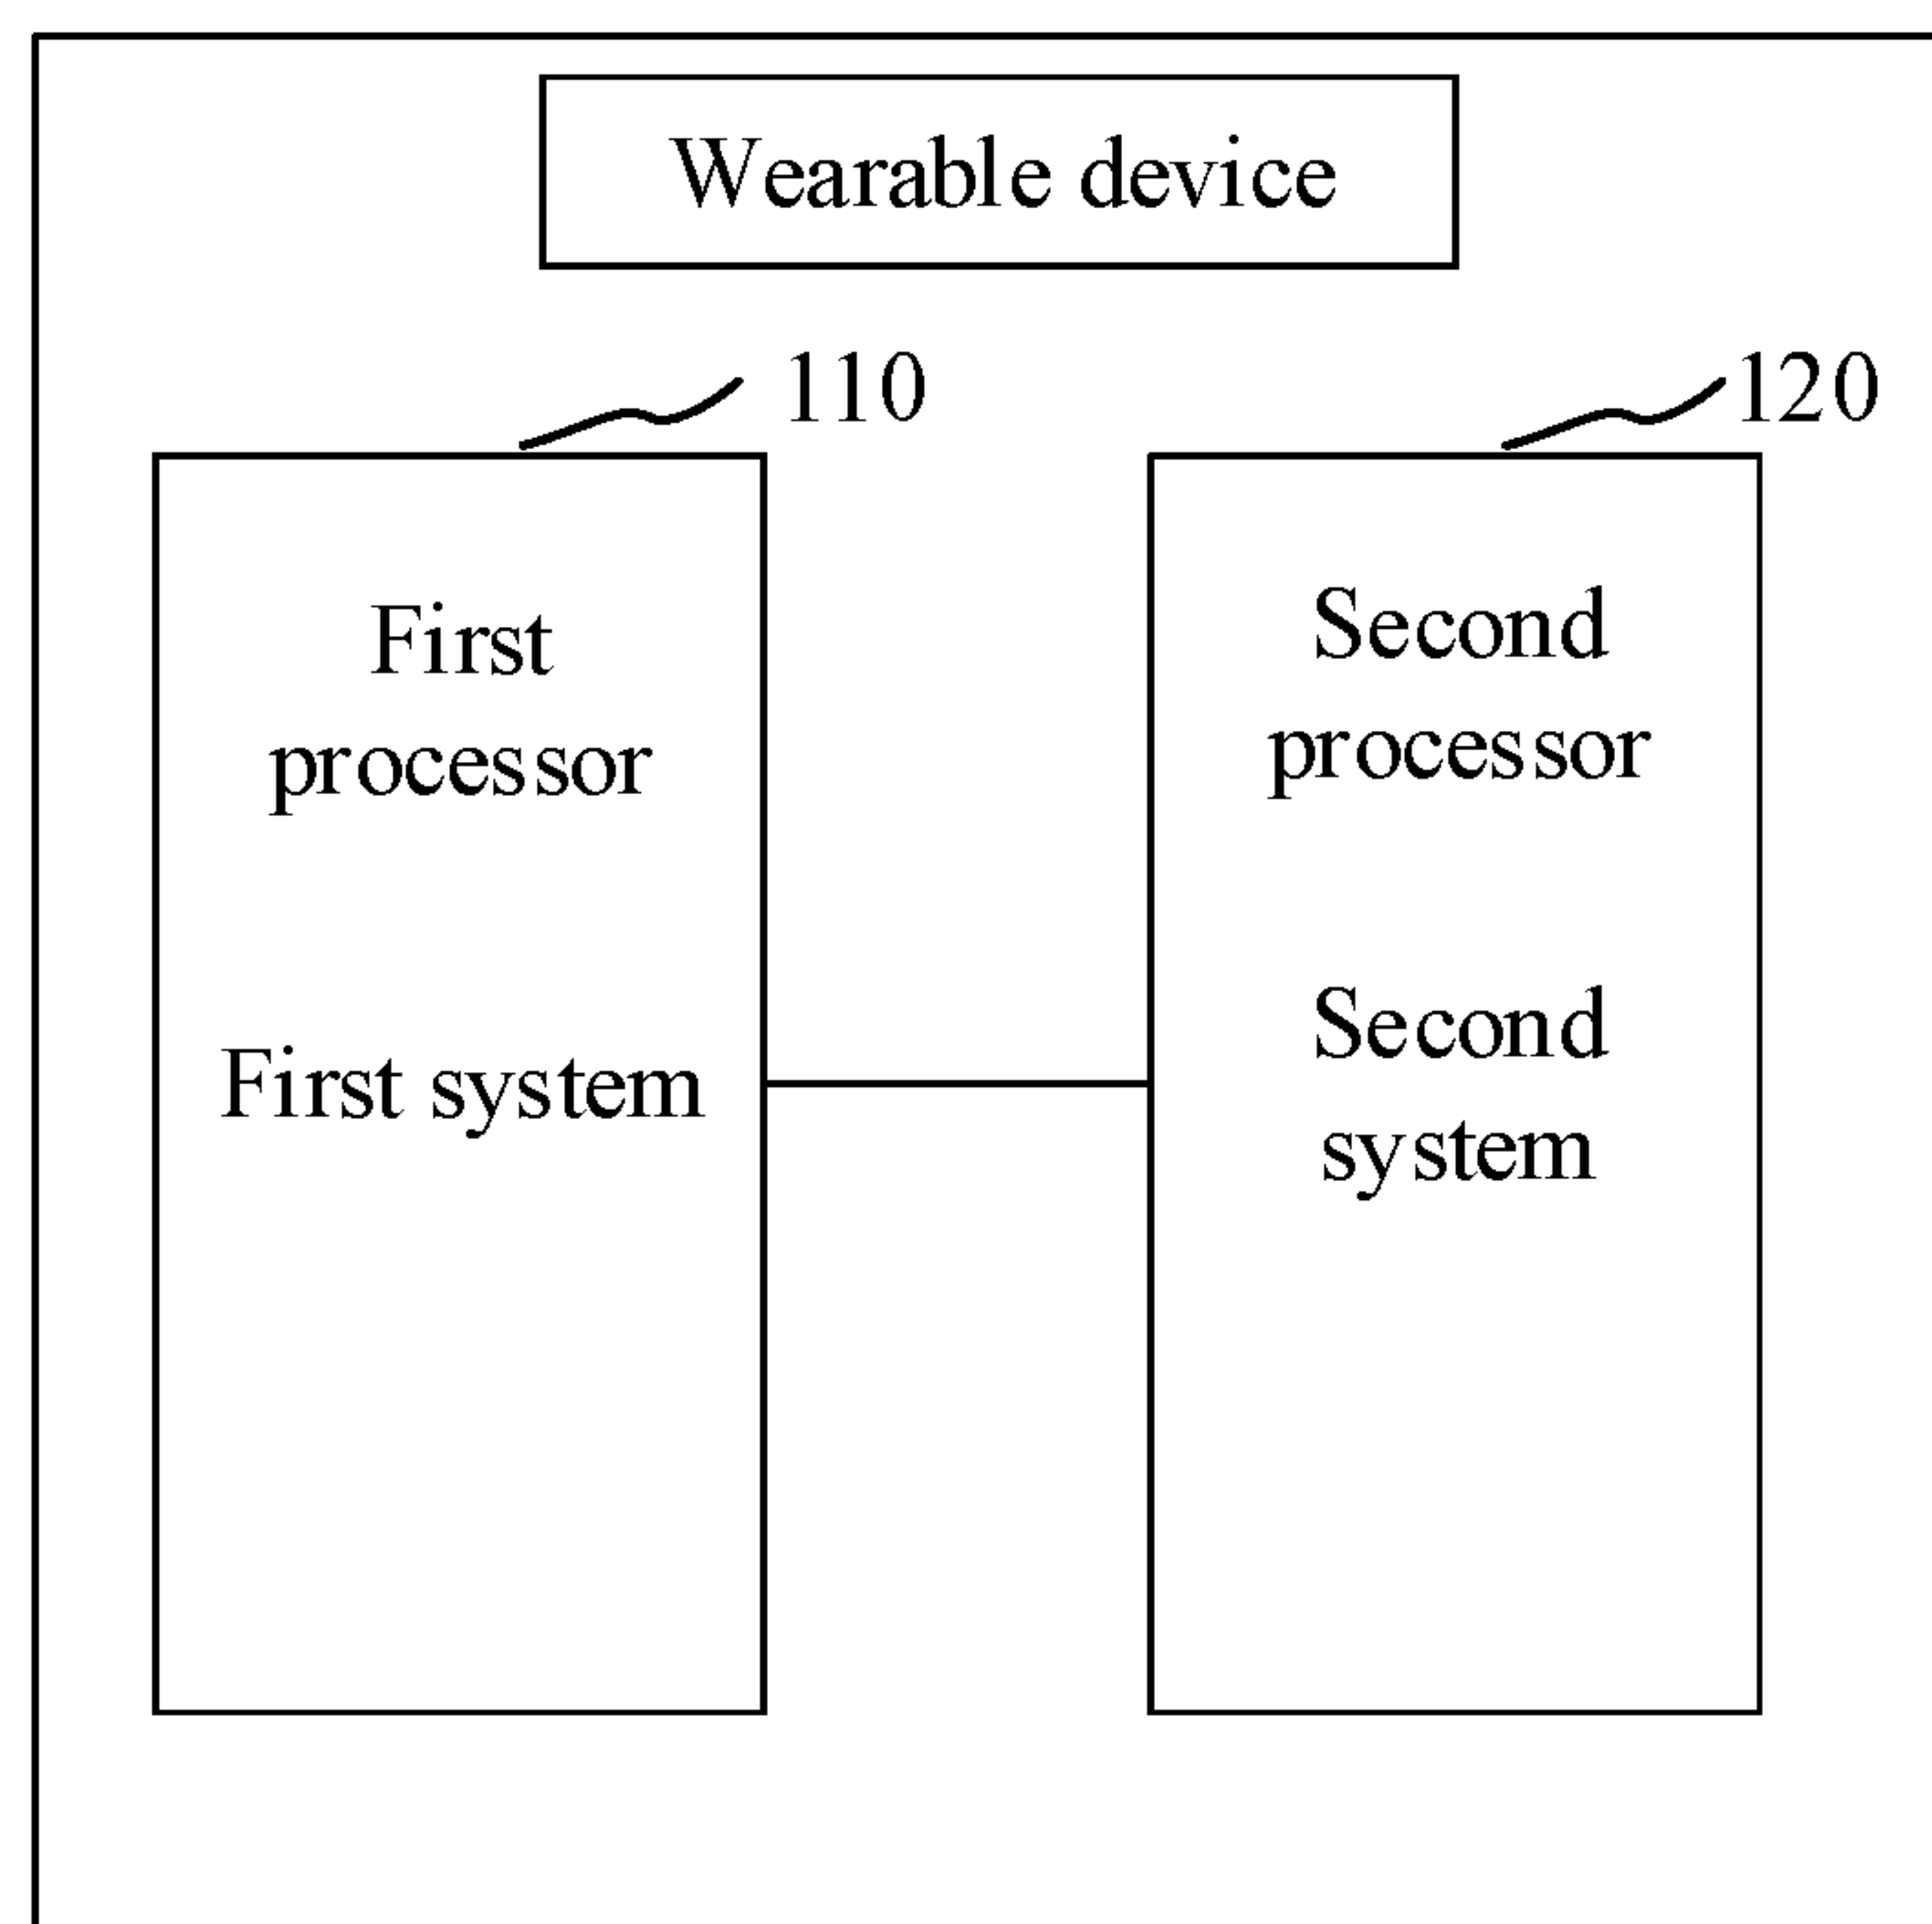 Wearable device
110
120
First
processor
First system
Second
processor
Second
system